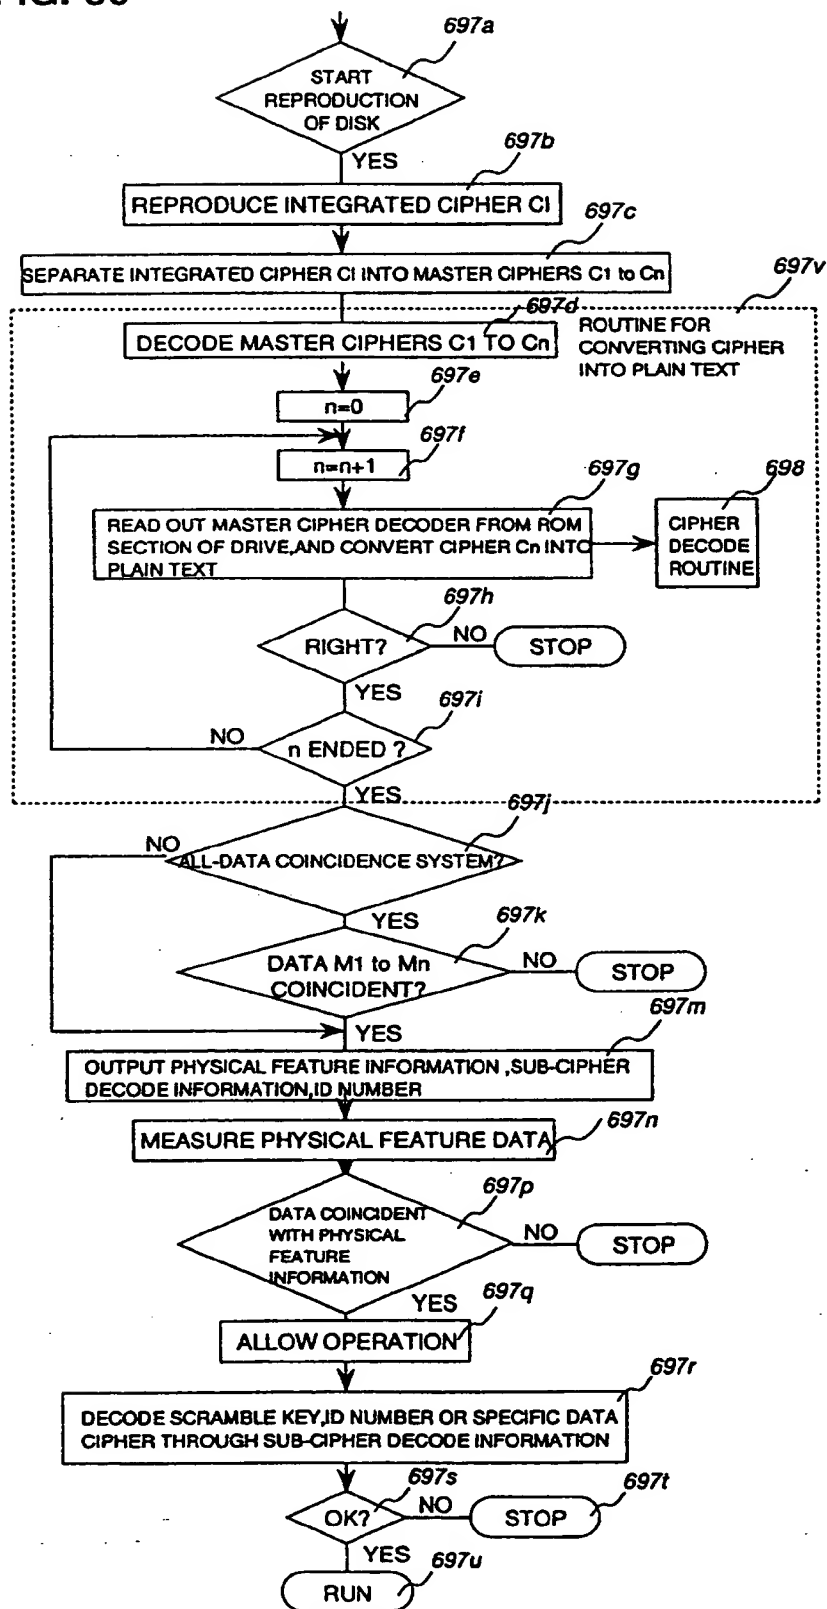 697a
START
REPRODUCTION
OF DISK
YES
697b
REPRODUCE INTEGRATED CIPHER CI
697c
SEPARATE INTEGRATED CIPHER CI INTO MASTER CIPHERS C1 to Cn
697v
697d
DECODE MASTER CIPHERS C1 TO Cn
ROUTINE FOR
CONVERTING CIPHER
INTO PLAIN TEXT
697e
n=0
697f
n=n+1
697g
698
READ OUT MASTER CIPHER DECODER FROM ROM
SECTION OF DRIVE,AND CONVERT CIPHER Cn INTO
PLAIN TEXT
CIPHER
DECODE
ROUTINE
697h
RIGHT?
NO
STOP
YES
697i
NO
n ENDED ?
YES
697j
NO
ALL-DATA COINCIDENCE SYSTEM?
YES
697k
DATA M1 to Mn
COINCIDENT?
NO
STOP
YES
697m
OUTPUT PHYSICAL FEATURE INFORMATION ,SUB-CIPHER
DECODE INFORMATION,ID NUMBER
697n
MEASURE PHYSICAL FEATURE DATA
697p
DATA COINCIDENT
WITH PHYSICAL
FEATURE
INFORMATION
NO
STOP
YES
697q
ALLOW OPERATION
697r
DECODE SCRAMBLE KEY,ID NUMBER OR SPECIFIC DATA
CIPHER THROUGH SUB-CIPHER DECODE INFORMATION
697s
OK?
NO
697t
STOP
YES
697u
RUN